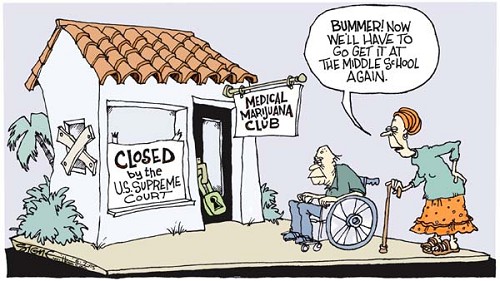 BUMMER! NOW
WE'LL HAVE TO
GO GET IT AT
THE MIDDLE SCHOOL
AGAIN.
MEDICAL
MARIJUANA
CLUB
CLOSED
by the
U.S. SUPREME
COURT